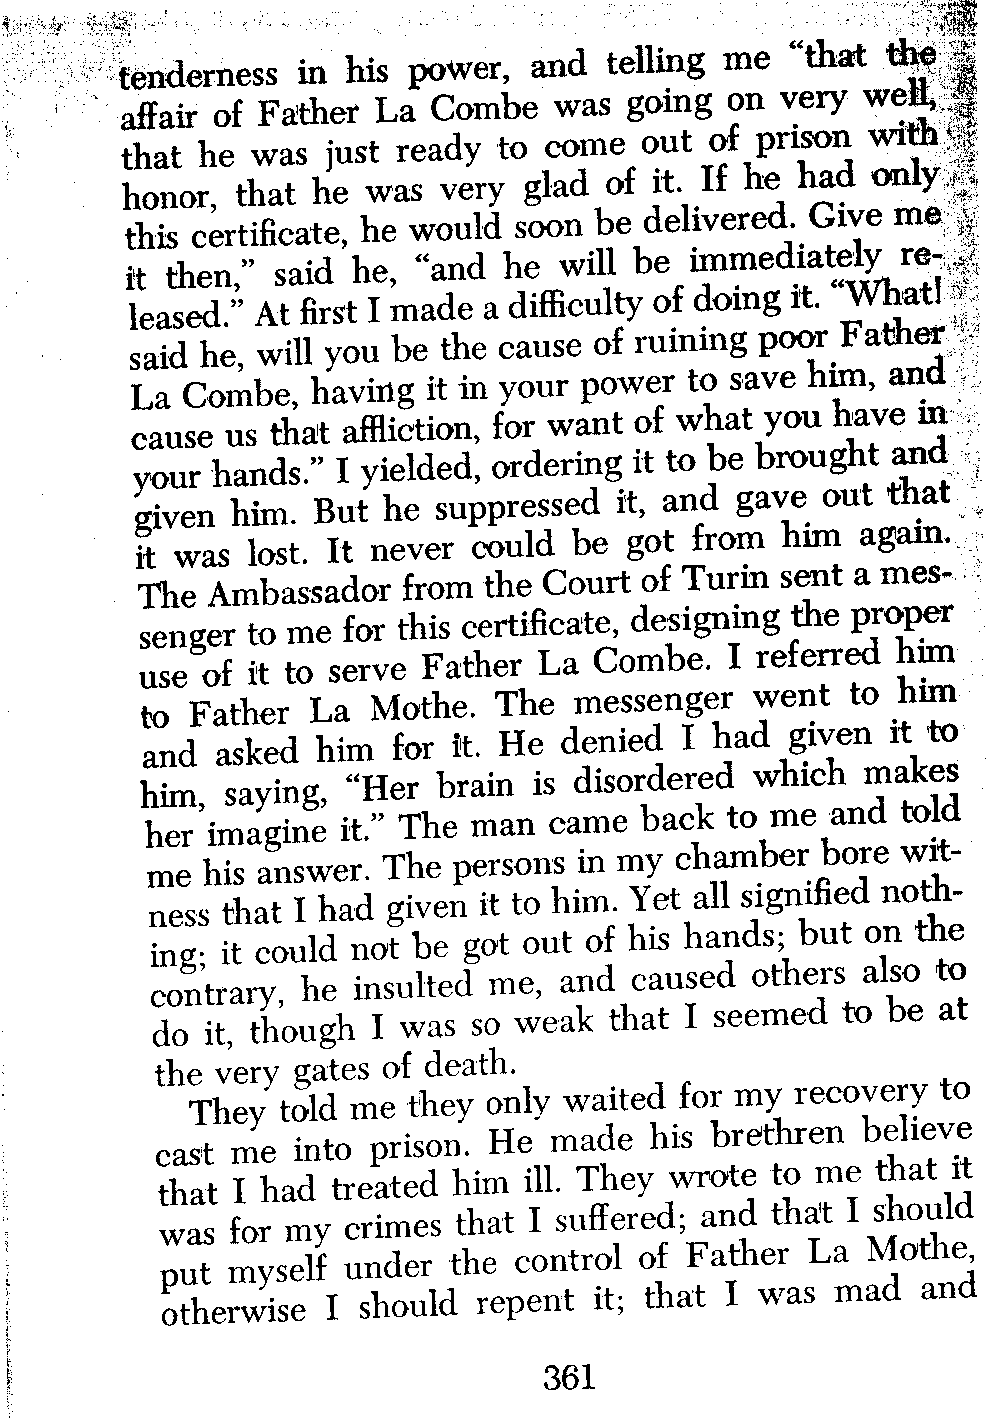 tenderness in his power, and telling me “that the
affair of Father La Combe was going on very well,
that he was just ready to come out of prison with
honor, that he was very glad of it. If he had only
this certificate, he would soon be delivered. Give me
it then,” said he, “and he will be immediately re-
leased.” At first I made a difficulty of doing it. “What!
said he, will you be the cause of ruining poor Father
La Combe, having it in your power to save him, and
cause us that affliction, for want of what you have in
your hands.” I yielded, ordering it to be brought and
given him. But he suppressed it, and gave out that
it was lost. It never could be got from him again.
The Ambassador from the Court of Turin sent a mes-
senger to me for this certificate, designing the proper
use of it to serve Father La Combe. I referred him
to Father La Mothe. The messenger went to him
and asked him for it. He denied I had given it to
him, saying, “Her brain is disordered which makes
her imagine it.” The man came back to me and told
me his answer. The persons in my chamber bore wit-
ness that I had given it to him. Yet all signified noth-
ing; it could not be got out of his hands; but on the
contrary, he insulted me, and caused others also to
do it, though I was so weak that I seemed to be at
the very gates of death.
They told me they only waited for my recovery to
cast me into prison. He made his brethren believe
that I had treated him ill. They wrote to me that it
was for my crimes that I suffered; and that I should
put myself under the control of Father La Mothe,
otherwise I should repent it; that I was mad and
361